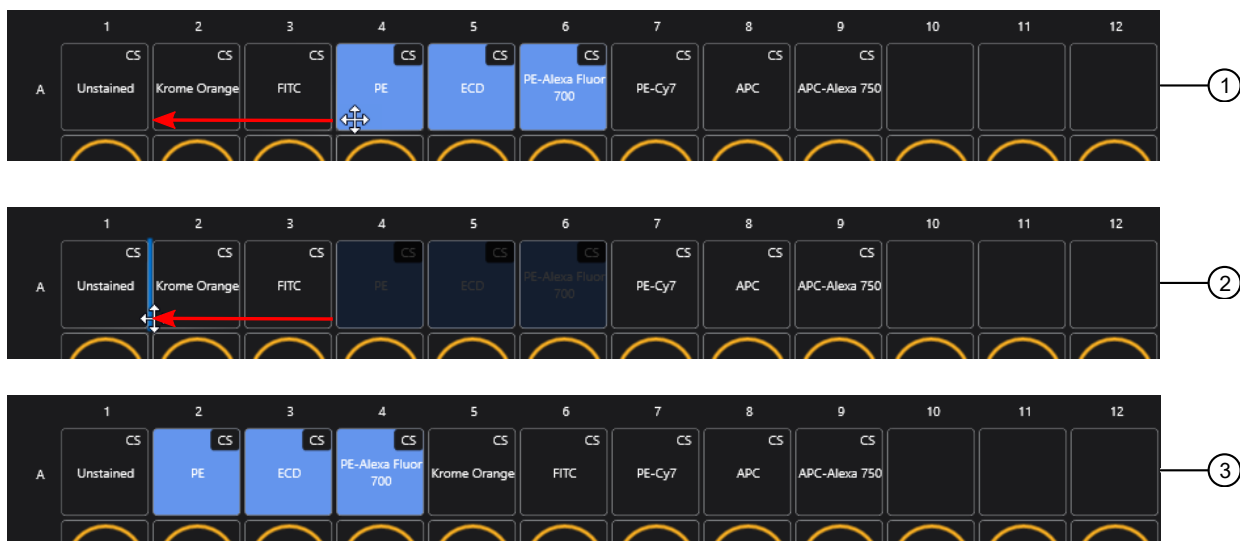 1 2 3 4 5 6 7 8 9 10 11 12
CS CS CS CS CS CS CS CS CS
A Unstained Krome Orange FITC PE ECD PE-Alexa Fluor 700 PE-Cy7 APC APC-Alexa 750
1
1 2 3 4 5 6 7 8 9 10 11 12
CS CS CS CS CS CS CS CS CS
A Unstained Krome Orange FITC PE ECD PE-Alexa Fluor 700 PE-Cy7 APC APC-Alexa 750
2
1 2 3 4 5 6 7 8 9 10 11 12
CS CS CS CS CS CS CS CS CS
A Unstained PE ECD PE-Alexa Fluor 700 Krome Orange FITC PE-Cy7 APC APC-Alexa 750
3